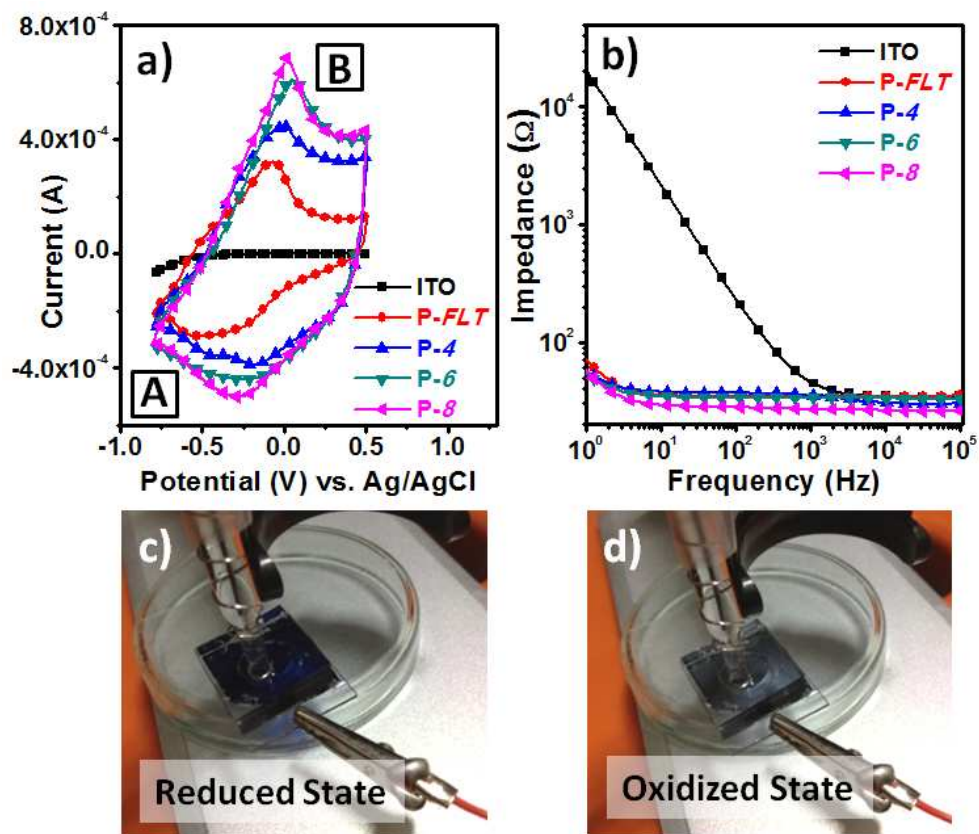 a)
B
A
8.0x10⁻⁴
4.0x10⁻⁴
0.0
-4.0x10⁻⁴
Current (A)
-1.0 -0.5 0.0 0.5 1.0
Potential (V) vs. Ag/AgCl
ITO
P-FLT
P-4
P-6
P-8
b)
10⁴
10³
10²
Impedance (Ω)
10⁰ 10¹ 10² 10³ 10⁴ 10⁵
Frequency (Hz)
ITO
P-FLT
P-4
P-6
P-8
c)
Reduced State
d)
Oxidized State